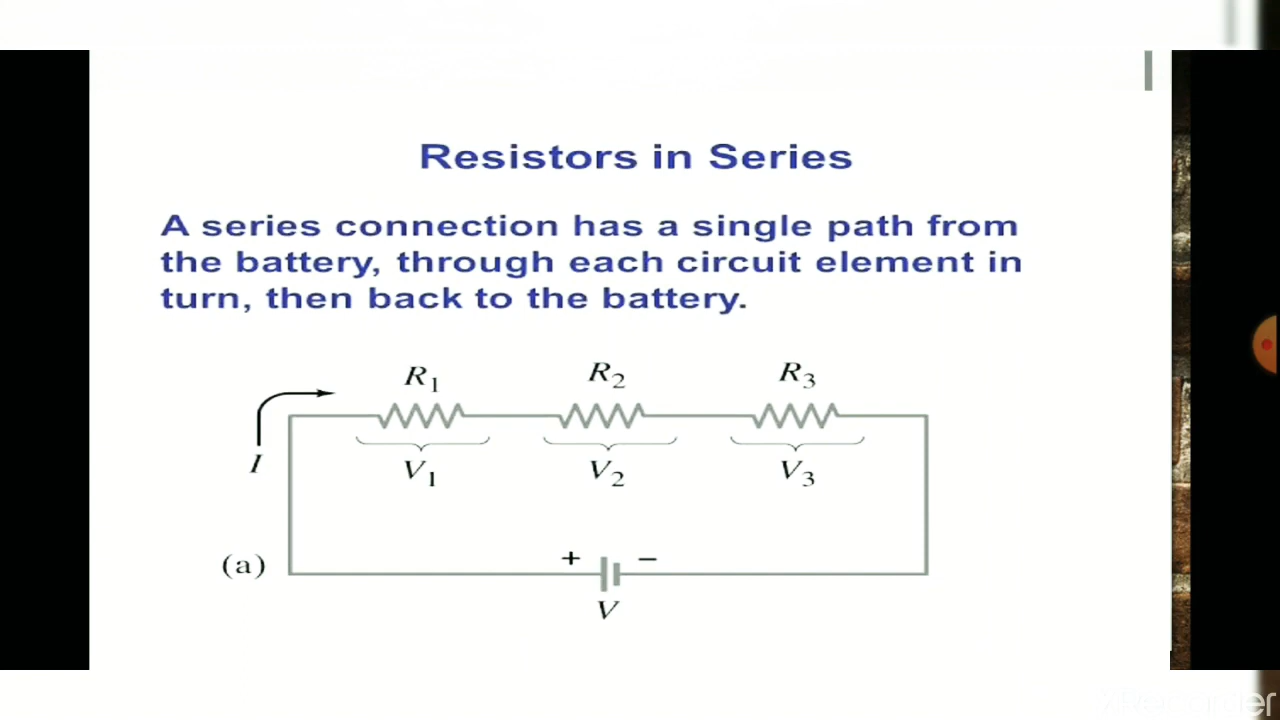 Resistors in Series
A series connection has a single path from
the battery, through each circuit element in
turn, then back to the battery.
R1 R2 R3
I
V1 V2 V3
(a)
+ −
V